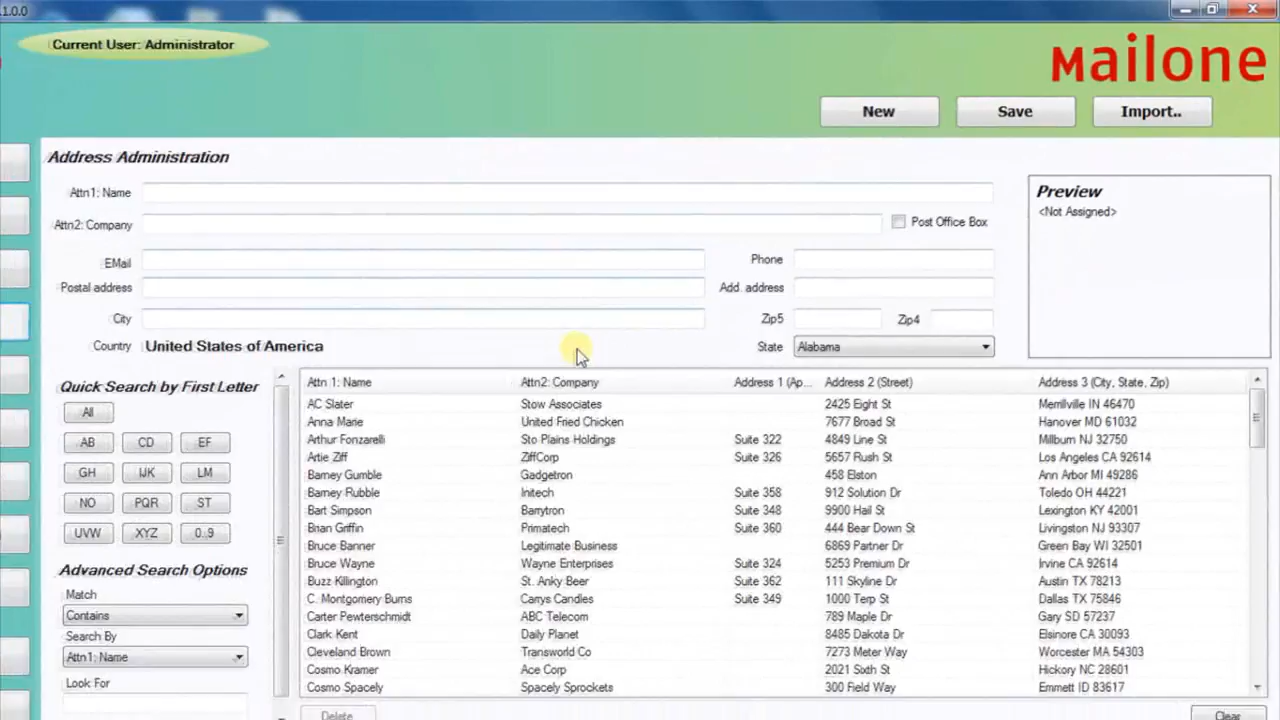 .1.0.0
Current User: Administrator
Mailone
New Save Import..
Address Administration
Attn1: Name
Attn2: Company Post Office Box
EMail Phone
Postal address Add. address
City Zip5 Zip4
Country United States of America State Alabama
Preview
<Not Assigned>
Quick Search by First Letter
All
AB CD EF
GH IJK LM
NO PQR ST
UVW XYZ 0..9
Advanced Search Options
Match
Contains
Search By
Attn1: Name
Look For
Attn 1: Name Attn2: Company Address 1 (Ap... Address 2 (Street) Address 3 (City, State, Zip)
AC Slater Stow Associates 2425 Eight St Merrillville IN 46470
Anna Marie United Fried Chicken 7677 Broad St Hanover MD 61032
Arthur Fonzarelli Sto Plains Holdings Suite 322 4849 Line St Millburn NJ 32750
Artie Ziff ZiffCorp Suite 326 5657 Rush St Los Angeles CA 92614
Barney Gumble Gadgetron 458 Elston Ann Arbor MI 49286
Barney Rubble Initech Suite 358 912 Solution Dr Toledo OH 44221
Bart Simpson Barrytron Suite 348 9900 Hail St Lexington KY 42001
Brian Griffin Primatech Suite 360 444 Bear Down St Livingston NJ 93307
Bruce Banner Legitimate Business 6869 Partner Dr Green Bay WI 32501
Bruce Wayne Wayne Enterprises Suite 324 5253 Premium Dr Irvine CA 92614
Buzz Killington St. Anky Beer Suite 362 111 Skyline Dr Austin TX 78213
C. Montgomery Burns Carrys Candles Suite 349 1000 Terp St Dallas TX 75846
Carter Pewterschmidt ABC Telecom 789 Maple Dr Gary SD 57237
Clark Kent Daily Planet 8485 Dakota Dr Elsinore CA 30093
Cleveland Brown Transworld Co 7273 Meter Way Worcester MA 54303
Cosmo Kramer Ace Corp 2021 Sixth St Hickory NC 28601
Cosmo Spacely Spacely Sprockets 300 Field Way Emmett ID 83617
Delete Clear